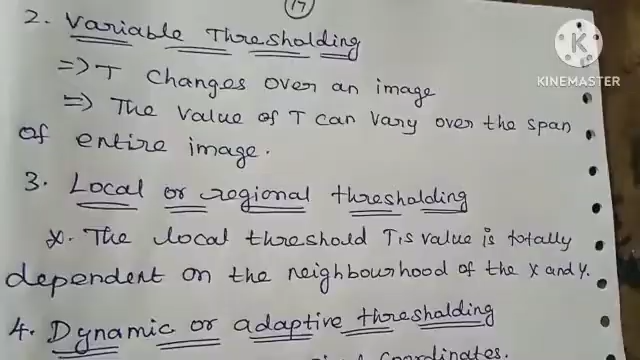 17
2. Variable Thresholding
=> T changes over an image
=> The value of T can vary over the span
of entire image.
3. Local or regional thresholding
*. The local threshold T is value is totally
dependent on the neighbourhood of the x and y.
4. Dynamic or adaptive thresholding
coordinates.
K
KINEMASTER